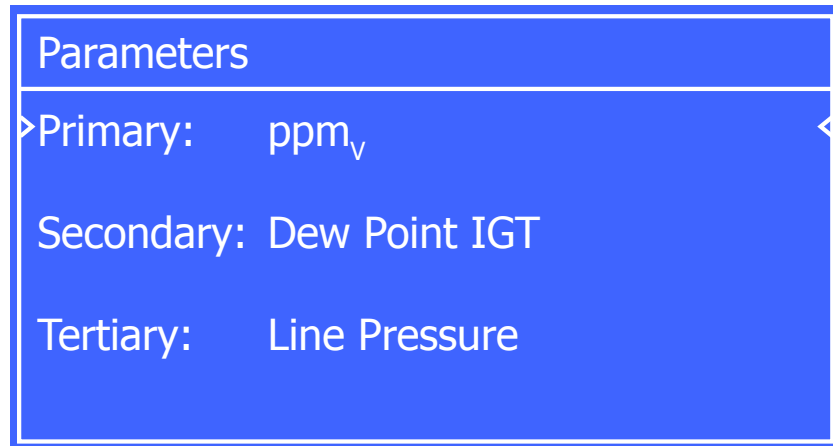 Parameters
Primary: ppmv
Secondary: Dew Point IGT
Tertiary: Line Pressure